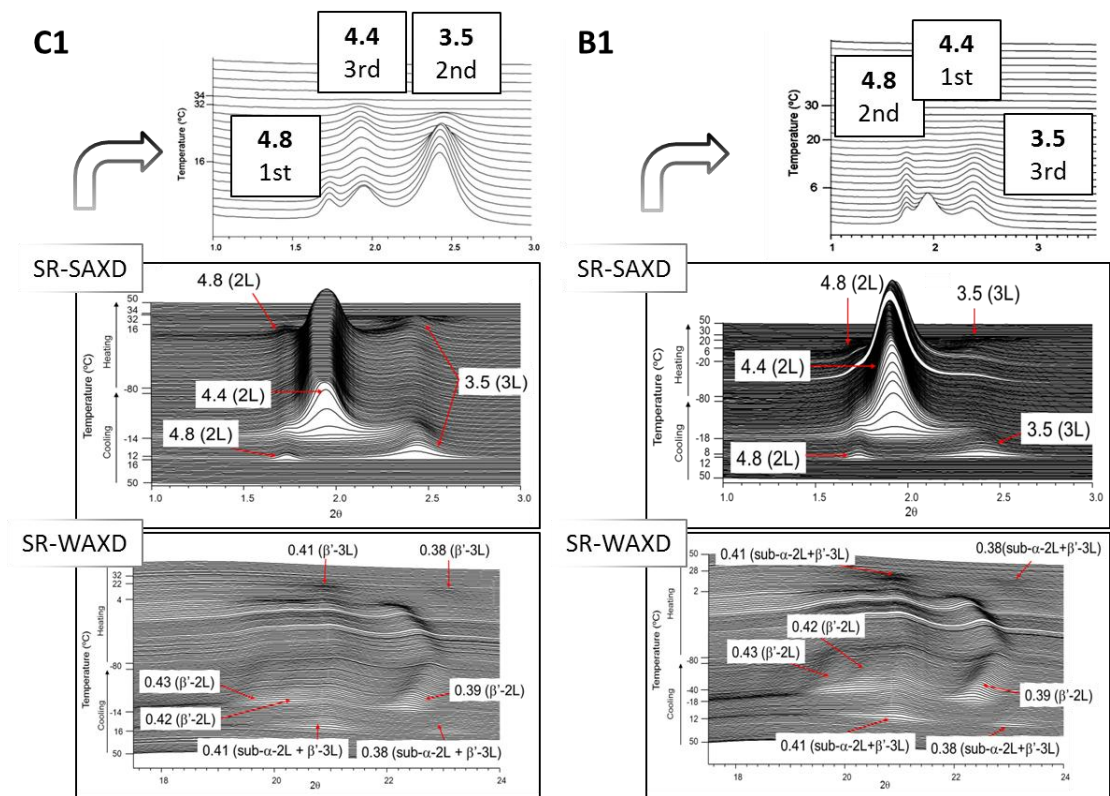 C1
4.4
3rd
3.5
2nd
4.8
1st
Temperature (ºC)
34
32
16
1.0
1.5
2.0
2.5
3.0
SR-SAXD
4.8 (2L)
4.4 (2L)
4.8 (2L)
3.5 (3L)
Temperature (ºC)
Cooling
Heating
50
34
32
16
-80
-14
12
16
50
1.0
1.5
2.0
2.5
3.0
2θ
SR-WAXD
0.41 (β'-3L)
0.38 (β'-3L)
0.43 (β'-2L)
0.42 (β'-2L)
0.39 (β'-2L)
0.41 (sub-α-2L + β'-3L)
0.38 (sub-α-2L + β'-3L)
Temperature (ºC)
Cooling
Heating
32
22
4
-80
-14
16
50
18
20
22
24
2θ
B1
4.4
1st
4.8
2nd
3.5
3rd
Temperature (ºC)
30
20
6
1
2
3
SR-SAXD
4.8 (2L)
3.5 (3L)
4.4 (2L)
3.5 (3L)
4.8 (2L)
Temperature (ºC)
Cooling
Heating
50
30
20
6
-20
-80
-18
8
12
50
1.0
1.5
2.0
2.5
3.0
2θ
SR-WAXD
0.41 (sub-α-2L+β'-3L)
0.38(sub-α-2L+β'-3L)
0.42 (β'-2L)
0.43 (β'-2L)
0.39 (β'-2L)
0.41 (sub-α-2L+β'-3L)
0.38 (sub-α-2L+β'-3L)
Temperature (ºC)
Cooling
Heating
50
30
2
-80
-40
-18
12
50
18
20
22
24
2θ